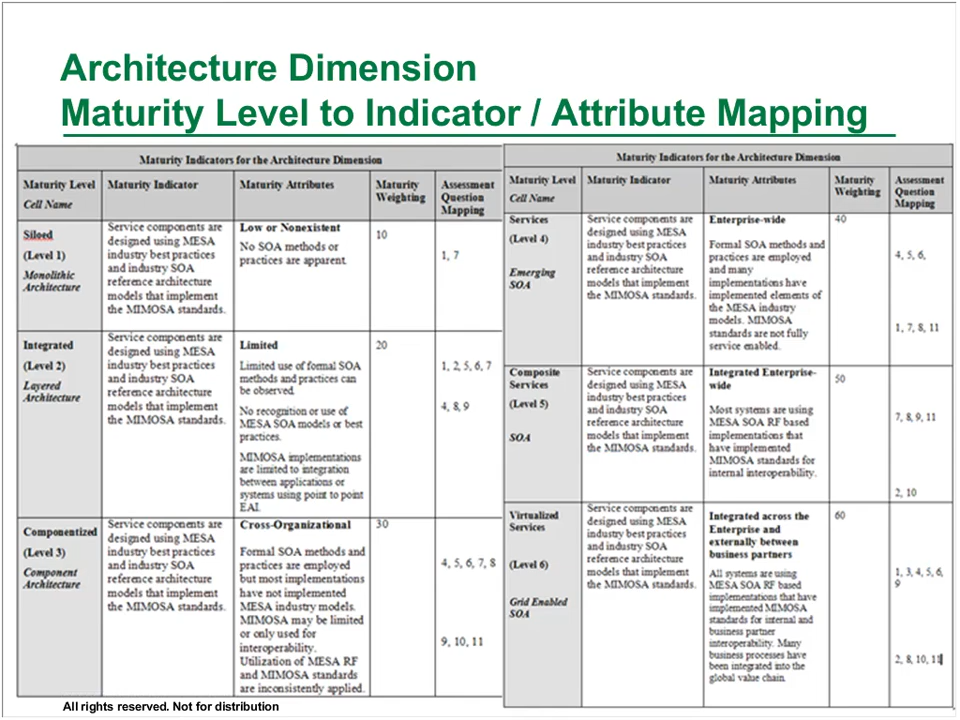 Architecture Dimension
Maturity Level to Indicator / Attribute Mapping
Maturity Indicators for the Architecture Dimension
Maturity Level
Cell Name
Maturity Indicator
Maturity Attributes
Maturity
Weighting
Assessment
Question
Mapping
Siloed
(Level 1)
Monolithic
Architecture
Service components are
designed using MESA
industry best practices
and industry SOA
reference architecture
models that implement
the MIMOSA standards.
Low or Nonexistent
No SOA methods or
practices are apparent.
10
1, 7
Integrated
(Level 2)
Layered
Architecture
Service components are
designed using MESA
industry best practices
and industry SOA
reference architecture
models that implement
the MIMOSA standards.
Limited
Limited use of formal SOA
methods and practices can
be observed.
No recognition or use of
MESA SOA models or best
practices.
MIMOSA implementations
are limited to integration
between applications or
systems using point to point
EAI.
20
1, 2, 5, 6, 7
4, 8, 9
Componentized
(Level 3)
Component
Architecture
Service components are
designed using MESA
industry best practices
and industry SOA
reference architecture
models that implement
the MIMOSA standards.
Cross-Organizational
Formal SOA methods and
practices are employed
but most implementations
have not implemented
MESA industry models.
MIMOSA may be limited
or only used for
interoperability.
Utilization of MESA RF
and MIMOSA standards
are inconsistently applied.
30
4, 5, 6, 7, 8
9, 10, 11
Maturity Indicators for the Architecture Dimension
Maturity Level
Cell Name
Maturity Indicator
Maturity Attributes
Maturity
Weighting
Assessment
Question
Mapping
Services
(Level 4)
Emerging
SOA
Service components are
designed using MESA
industry best practices
and industry SOA
reference architecture
models that implement
the MIMOSA standards.
Enterprise-wide
Formal SOA methods and
practices are employed
and many
implementations have
implemented elements of
the MESA industry
models. MIMOSA
standards are not fully
service enabled.
40
4, 5, 6,
1, 7, 8, 11
Composite
Services
(Level 5)
SOA
Service components are
designed using MESA
industry best practices
and industry SOA
reference architecture
models that implement
the MIMOSA standards.
Integrated Enterprise-
wide
Most systems are using
MESA SOA RF based
implementations that
have implemented
MIMOSA standards for
internal interoperability.
50
7, 8, 9, 11
2, 10
Virtualized
Services
(Level 6)
Grid Enabled
SOA
Service components are
designed using MESA
industry best practices
and industry SOA
reference architecture
models that implement
the MIMOSA standards.
Integrated across the
Enterprise and
externally between
business partners
All systems are using
MESA SOA RF based
implementations that have
implemented MIMOSA
standards for internal and
business partner
interoperability. Many
business processes have
been integrated into the
global value chain.
60
1, 3, 4, 5, 6,
9
2, 8, 10, 11
All rights reserved. Not for distribution